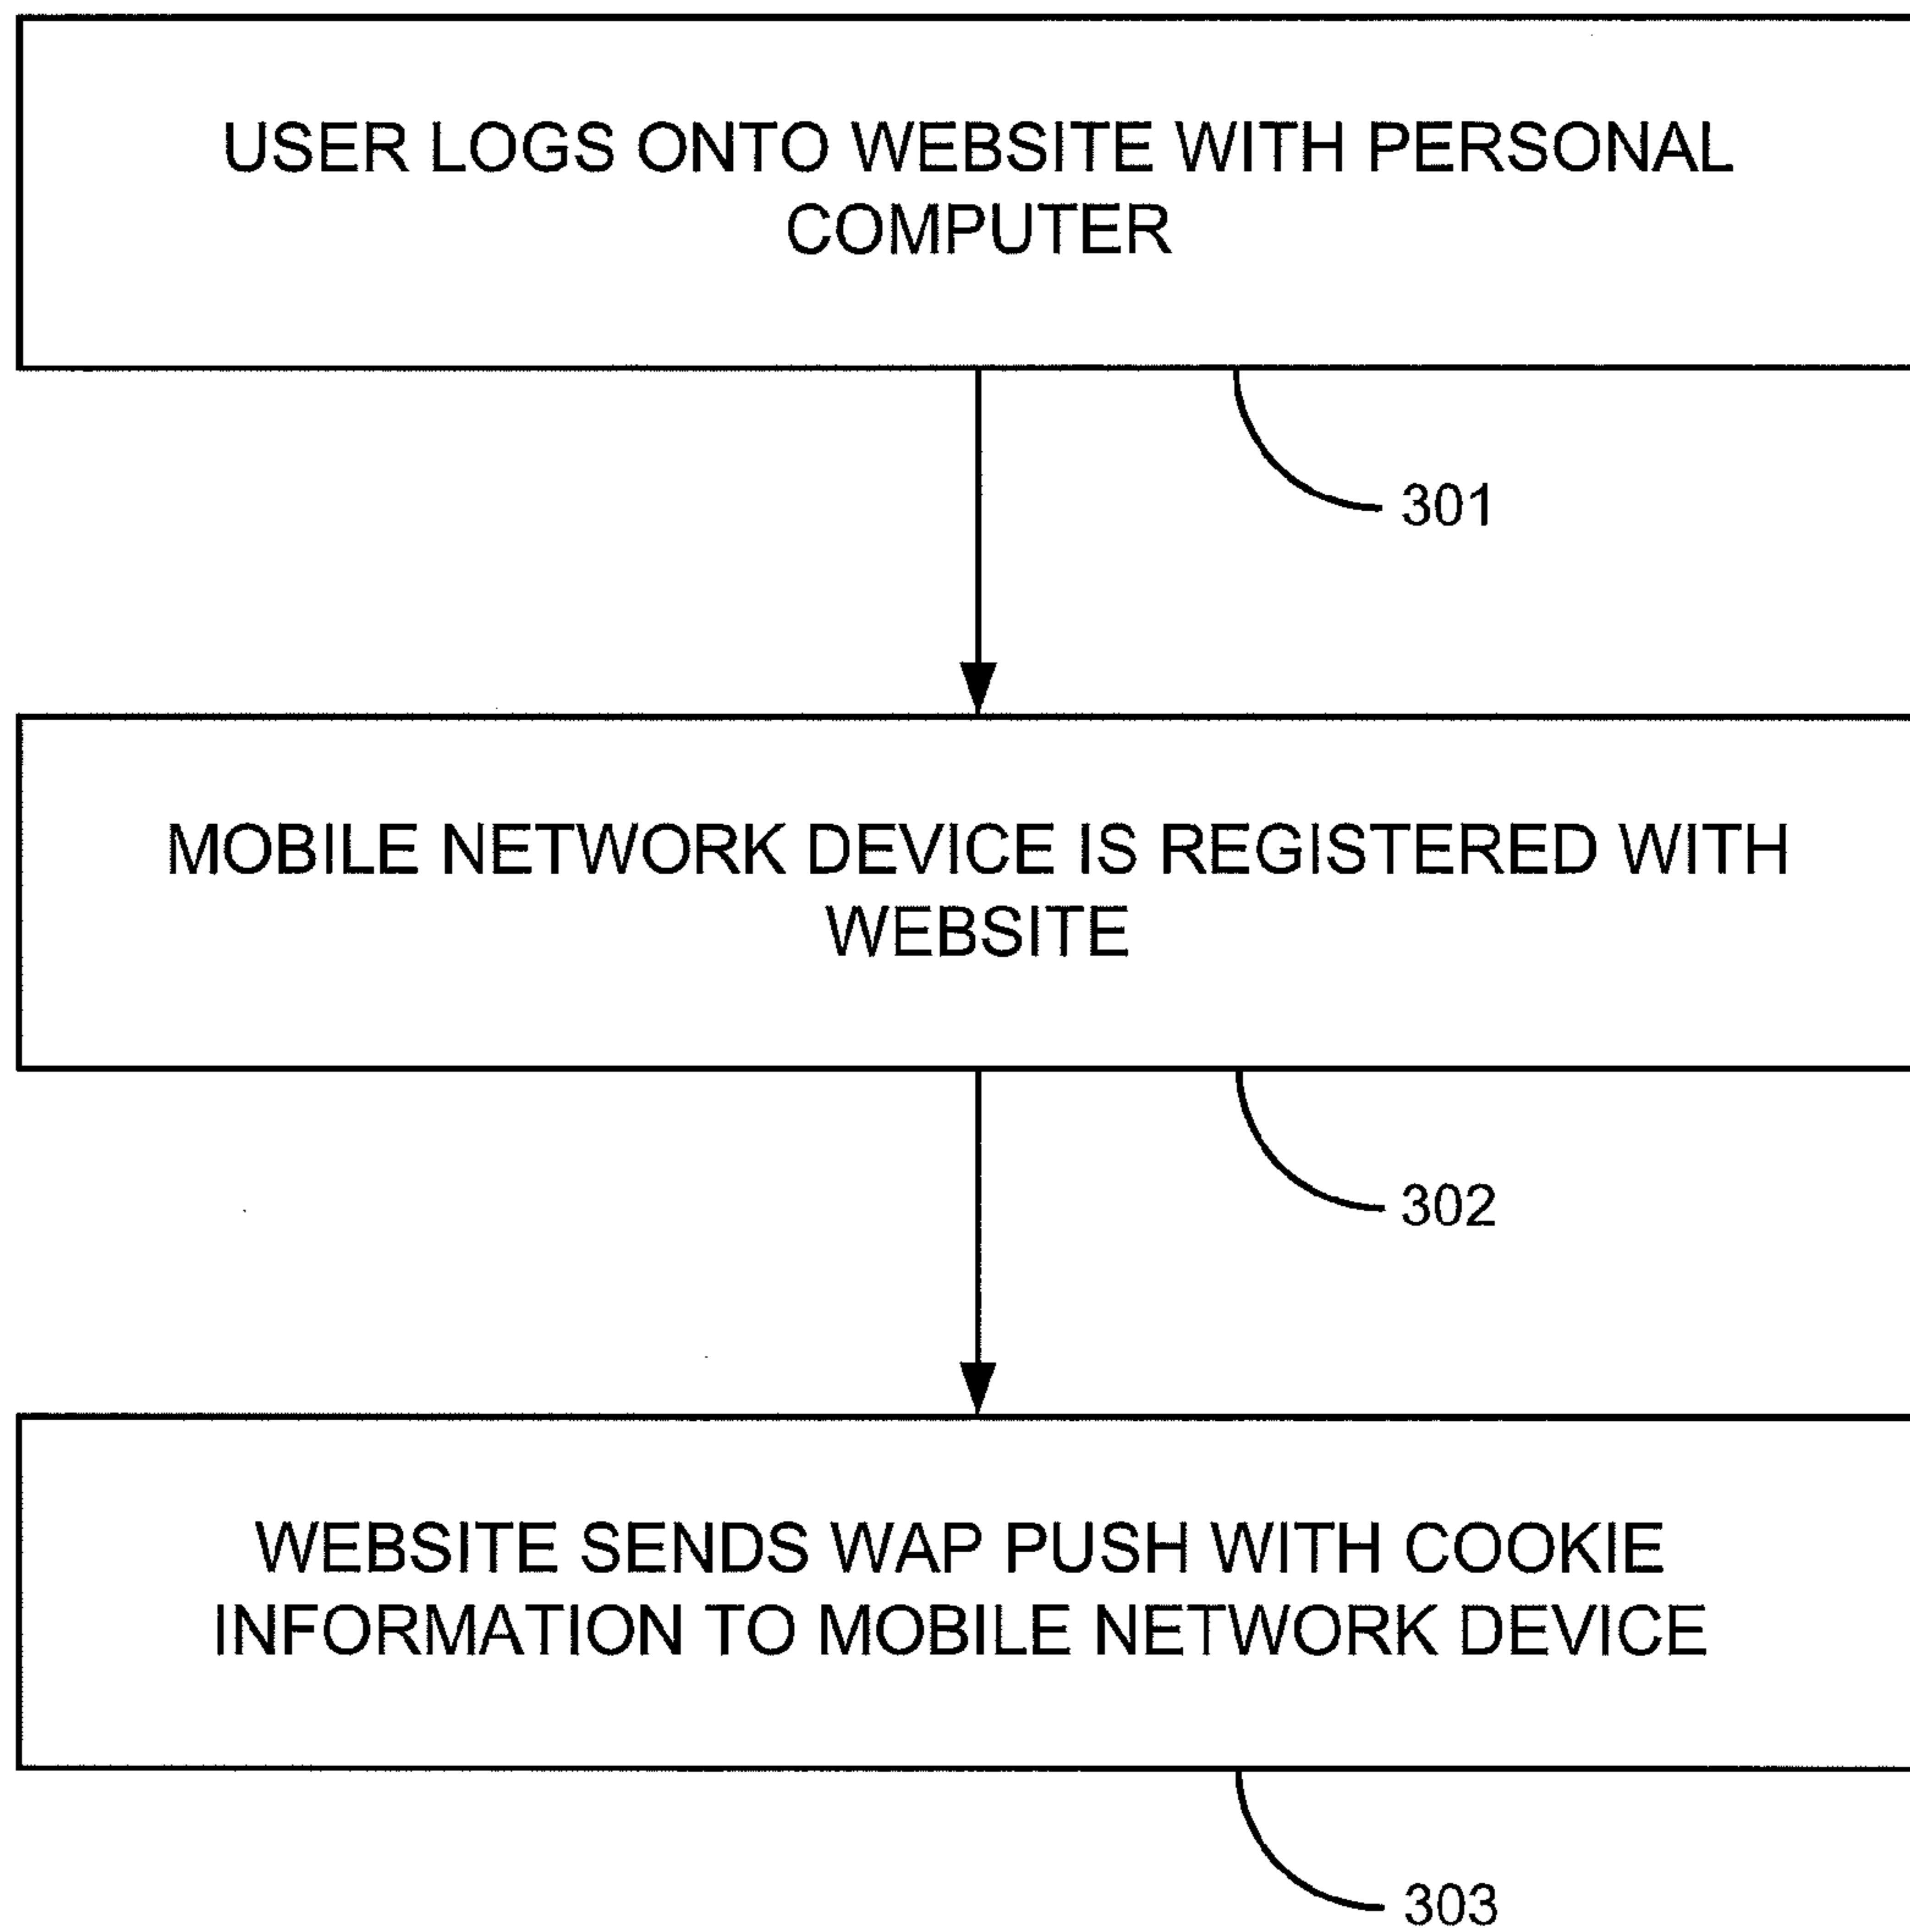 USER LOGS ONTO WEBSITE WITH PERSONAL
COMPUTER
301
MOBILE NETWORK DEVICE IS REGISTERED WITH
WEBSITE
302
WEBSITE SENDS WAP PUSH WITH COOKIE
INFORMATION TO MOBILE NETWORK DEVICE
303